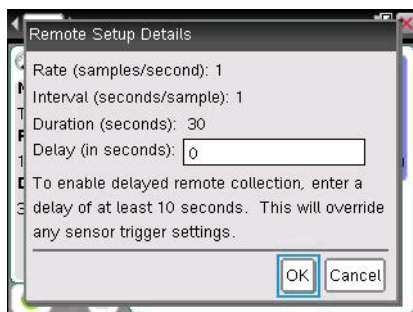 Remote Setup Details
Rate (samples/second): 1
Interval (seconds/sample): 1
Duration (seconds): 30
Delay (in seconds): 0
To enable delayed remote collection, enter a
delay of at least 10 seconds. This will override
any sensor trigger settings.
OK Cancel